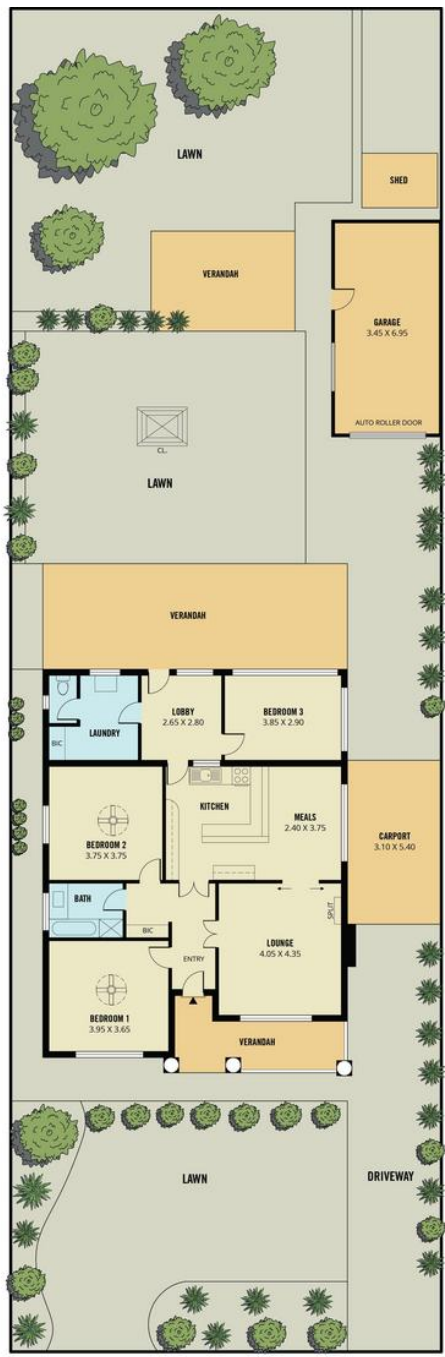 LAWN
SHED
VERANDAH
GARAGE
3.45 X 6.95
AUTO ROLLER DOOR
CL.
LAWN
VERANDAH
LOBBY
2.65 X 2.80
BEDROOM 3
3.85 X 2.90
LAUNDRY
BIC
KITCHEN
MEALS
2.40 X 3.75
CARPORT
3.10 X 5.40
BEDROOM 2
3.75 X 3.75
BATH
BIC
SPLIT
LOUNGE
4.05 X 4.35
ENTRY
BEDROOM 1
3.95 X 3.65
VERANDAH
LAWN
DRIVEWAY